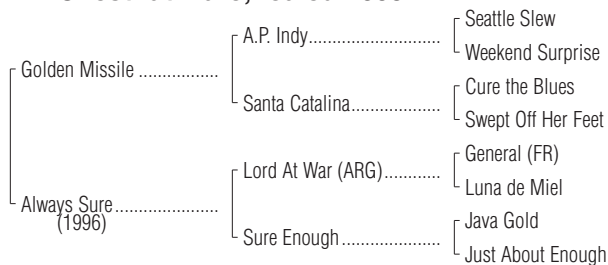 Seattle Slew
A.P. Indy
Weekend Surprise
Golden Missile
Cure the Blues
Santa Catalina
Swept Off Her Feet
General (FR)
Lord At War (ARG)
Luna de Miel
Always Sure
(1996)
Java Gold
Sure Enough
Just About Enough